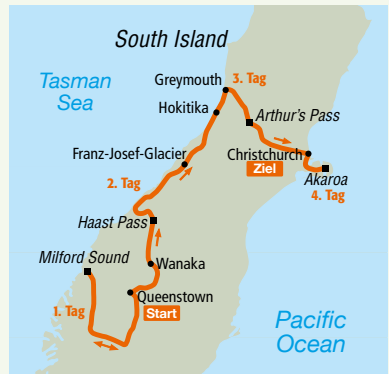 South Island
Tasman
Sea
Greymouth
3. Tag
Hokitika
Arthur's Pass
Franz-Josef-Glacier
Christchurch
Ziel
Akaroa
4. Tag
2. Tag
Haast Pass
Milford Sound
Wanaka
Queenstown
1. Tag
Start
Pacific
Ocean